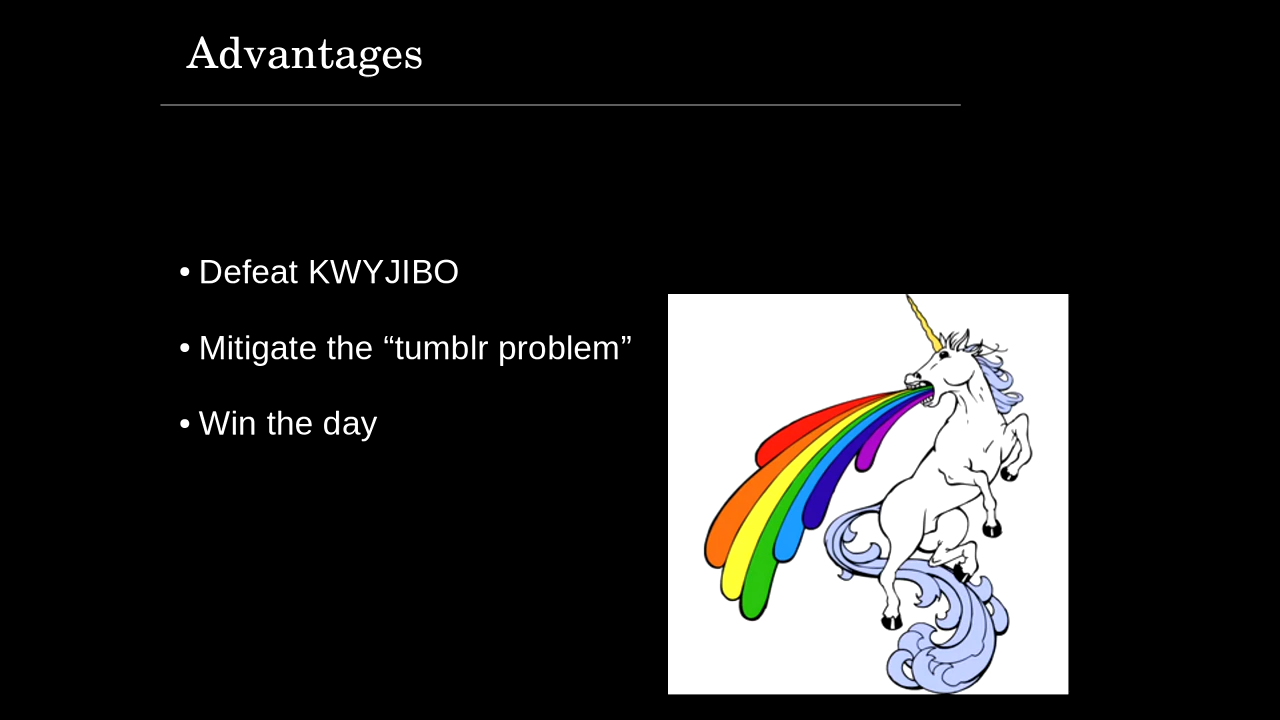 Advantages
• Defeat KWYJIBO
• Mitigate the “tumblr problem”
• Win the day